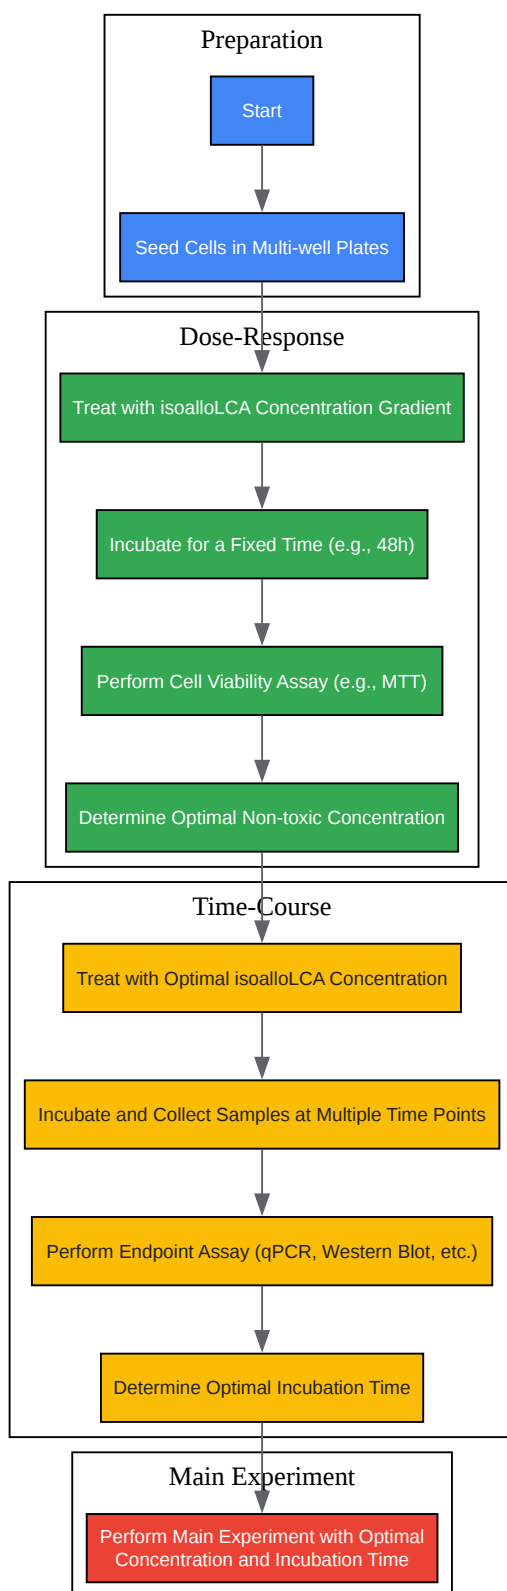 Preparation
Start
Seed Cells in Multi-well Plates
Dose-Response
Treat with isoalloLCA Concentration Gradient
Incubate for a Fixed Time (e.g., 48h)
Perform Cell Viability Assay (e.g., MTT)
Determine Optimal Non-toxic Concentration
Time-Course
Treat with Optimal isoalloLCA Concentration
Incubate and Collect Samples at Multiple Time Points
Perform Endpoint Assay (qPCR, Western Blot, etc.)
Determine Optimal Incubation Time
Main Experiment
Perform Main Experiment with Optimal
Concentration and Incubation Time